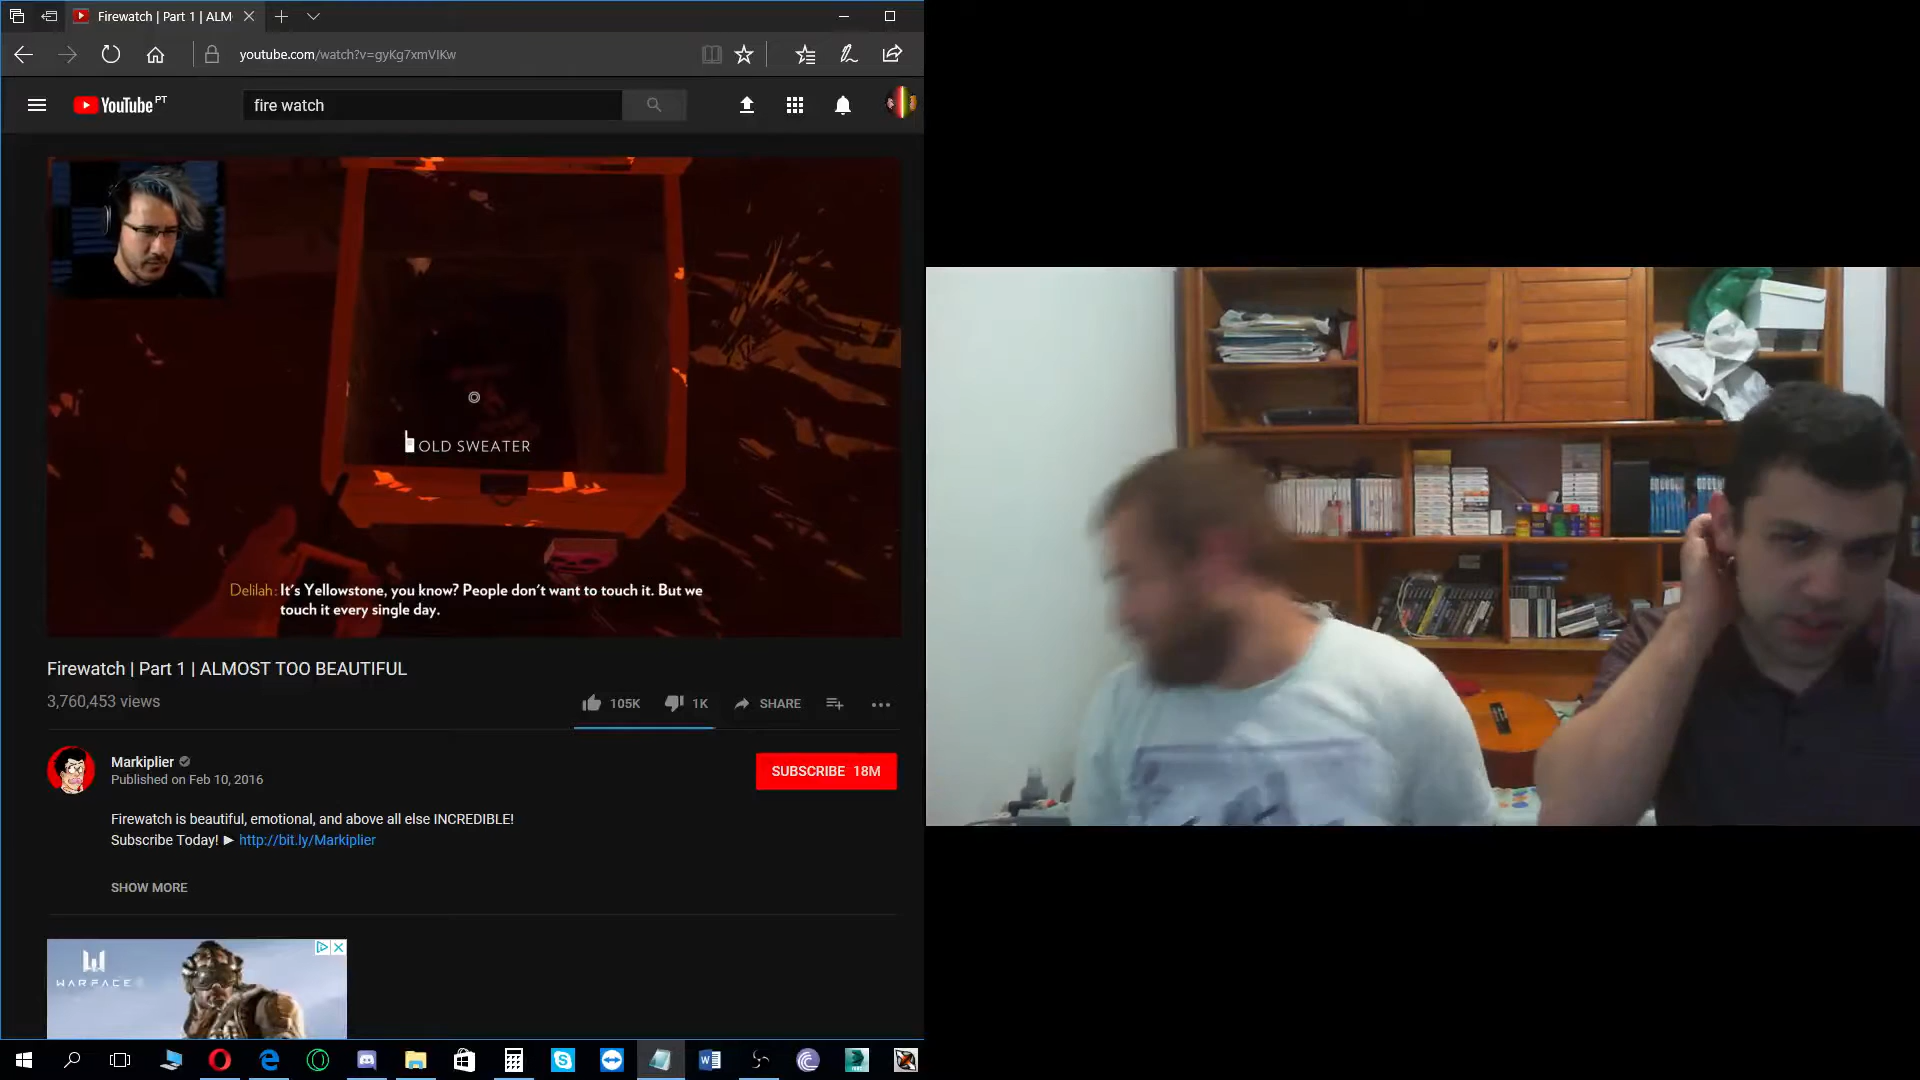 Firewatch | Part 1 | ALM
youtube.com/watch?v=gyKg7xmVIKw
YouTube PT
fire watch
OLD SWEATER
Delilah: It's Yellowstone, you know? People don't want to touch it. But we
touch it every single day.
Firewatch | Part 1 | ALMOST TOO BEAUTIFUL
3,760,453 views
105K
1K
SHARE
Markiplier
Published on Feb 10, 2016
SUBSCRIBE 18M
Firewatch is beautiful, emotional, and above all else INCREDIBLE!
Subscribe Today! ► http://bit.ly/Markiplier
SHOW MORE
WARFACE